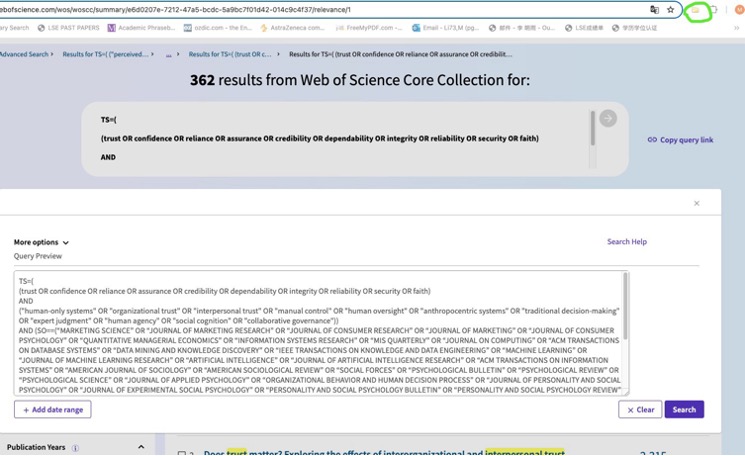 ebofscience.com/wos/woscc/summary/e6d0207e-7212-47a5-bcdc-5a9bc7f01d42-014c9c4f37/relevance/1
ary Search LSE PAST PAPERS Academic Phraseb... ozdic.com - the En... AstraZeneca.com... FreeMyPDF.com -... Email - Li73,M (pg... 邮件 - 李 LSE成绩单 学历学位认证
Advanced Search > Results for TS=( ("perceived... > ... > Results for TS=( (trust OR c... > Results for TS=( (trust OR confidence OR reliance OR assurance OR credibilit...
362 results from Web of Science Core Collection for:
TS=(
(trust OR confidence OR reliance OR assurance OR credibility OR dependability OR integrity OR reliability OR security OR faith)
AND
Copy query link
More options
Search Help
Query Preview
TS=(
(trust OR confidence OR reliance OR assurance OR credibility OR dependability OR integrity OR reliability OR security OR faith)
AND
("human-only systems" OR "organizational trust" OR "interpersonal trust" OR "manual control" OR "human oversight" OR "anthropocentric systems" OR "traditional decision-making"
OR "expert judgment" OR "human agency" OR "social cognition" OR "collaborative governance"))
AND (SO==("MARKETING SCIENCE" OR "JOURNAL OF MARKETING RESEARCH" OR "JOURNAL OF CONSUMER RESEARCH" OR "JOURNAL OF MARKETING" OR "JOURNAL OF CONSUMER
PSYCHOLOGY" OR "QUANTITATIVE MANAGERIAL ECONOMICS" OR "INFORMATION SYSTEMS RESEARCH" OR "MIS QUARTERLY" OR "JOURNAL ON COMPUTING" OR "ACM TRANSACTIONS
ON DATABASE SYSTEMS" OR "DATA MINING AND KNOWLEDGE DISCOVERY" OR "IEEE TRANSACTIONS ON KNOWLEDGE AND DATA ENGINEERING" OR "MACHINE LEARNING" OR
"JOURNAL OF MACHINE LEARNING RESEARCH" OR "ARTIFICIAL INTELLIGENCE" OR "JOURNAL OF ARTIFICIAL INTELLIGENCE RESEARCH" OR "ACM TRANSACTIONS ON INFORMATION
SYSTEMS" OR "AMERICAN JOURNAL OF SOCIOLOGY" OR "AMERICAN SOCIOLOGICAL REVIEW" OR "SOCIAL FORCES" OR "PSYCHOLOGICAL BULLETIN" OR "PSYCHOLOGICAL REVIEW" OR
"PSYCHOLOGICAL SCIENCE" OR "JOURNAL OF APPLIED PSYCHOLOGY" OR "ORGANIZATIONAL BEHAVIOR AND HUMAN DECISION PROCESS" OR "JOURNAL OF PERSONALITY AND SOCIAL
PSYCHOLOGY" OR "JOURNAL OF EXPERIMENTAL SOCIAL PSYCHOLOGY" OR "PERSONALITY AND SOCIAL PSYCHOLOGY BULLETIN" OR "PERSONALITY AND SOCIAL PSYCHOLOGY REVIEW"
+ Add date range
× Clear
Search
Publication Years
Does trust matter? Exploring the effects of interorganizational and interpersonal trust